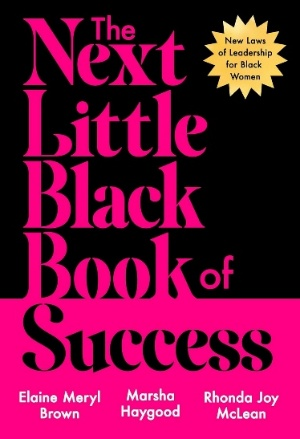 The
Next
Little
Black
Book of
Success
New Laws
of Leadership
for Black
Women
Elaine Meryl
Brown
Marsha
Haygood
Rhonda Joy
McLean